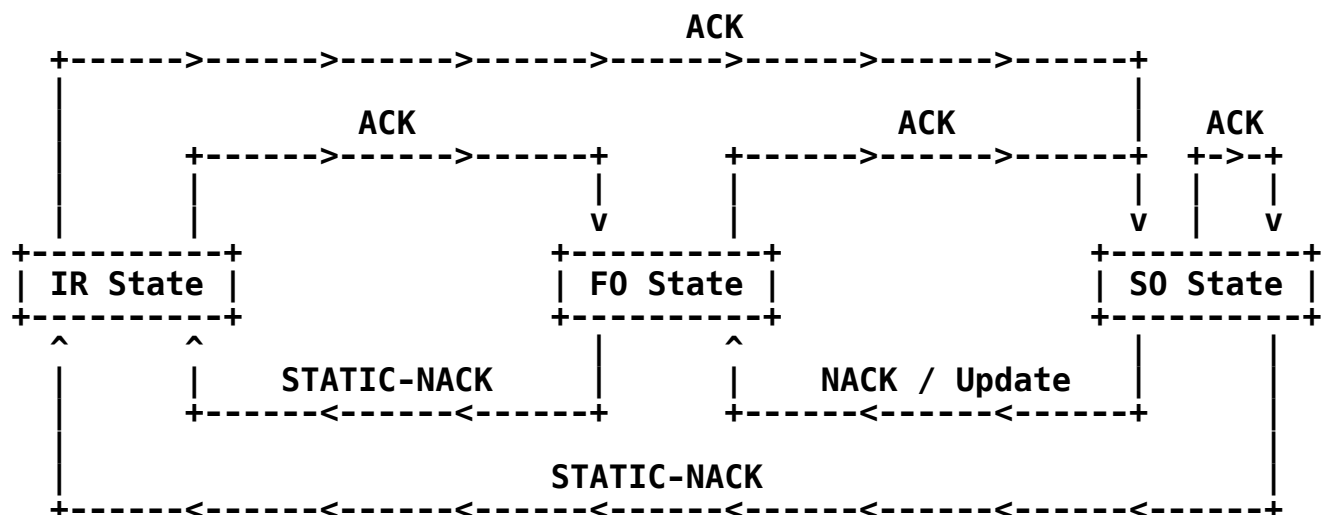 ACK
ACK ACK ACK
IR State FO State SO State
STATIC-NACK NACK / Update
STATIC-NACK